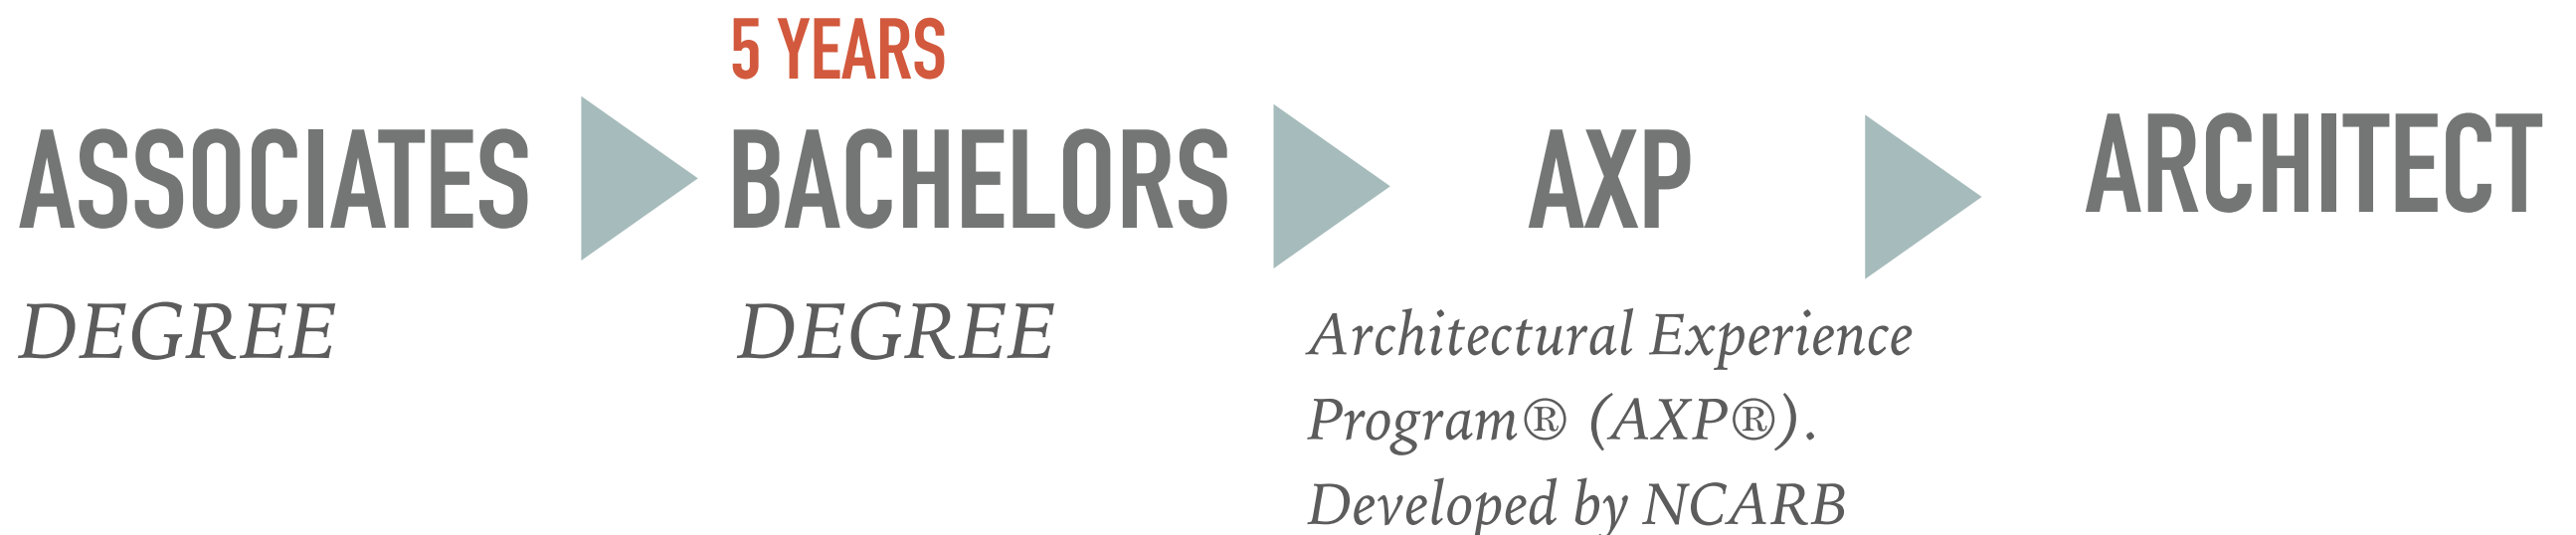 5 YEARS
ASSOCIATES
BACHELORS
AXP
ARCHITECT
DEGREE
DEGREE
Architectural Experience
Program® (AXP®).
Developed by NCARB